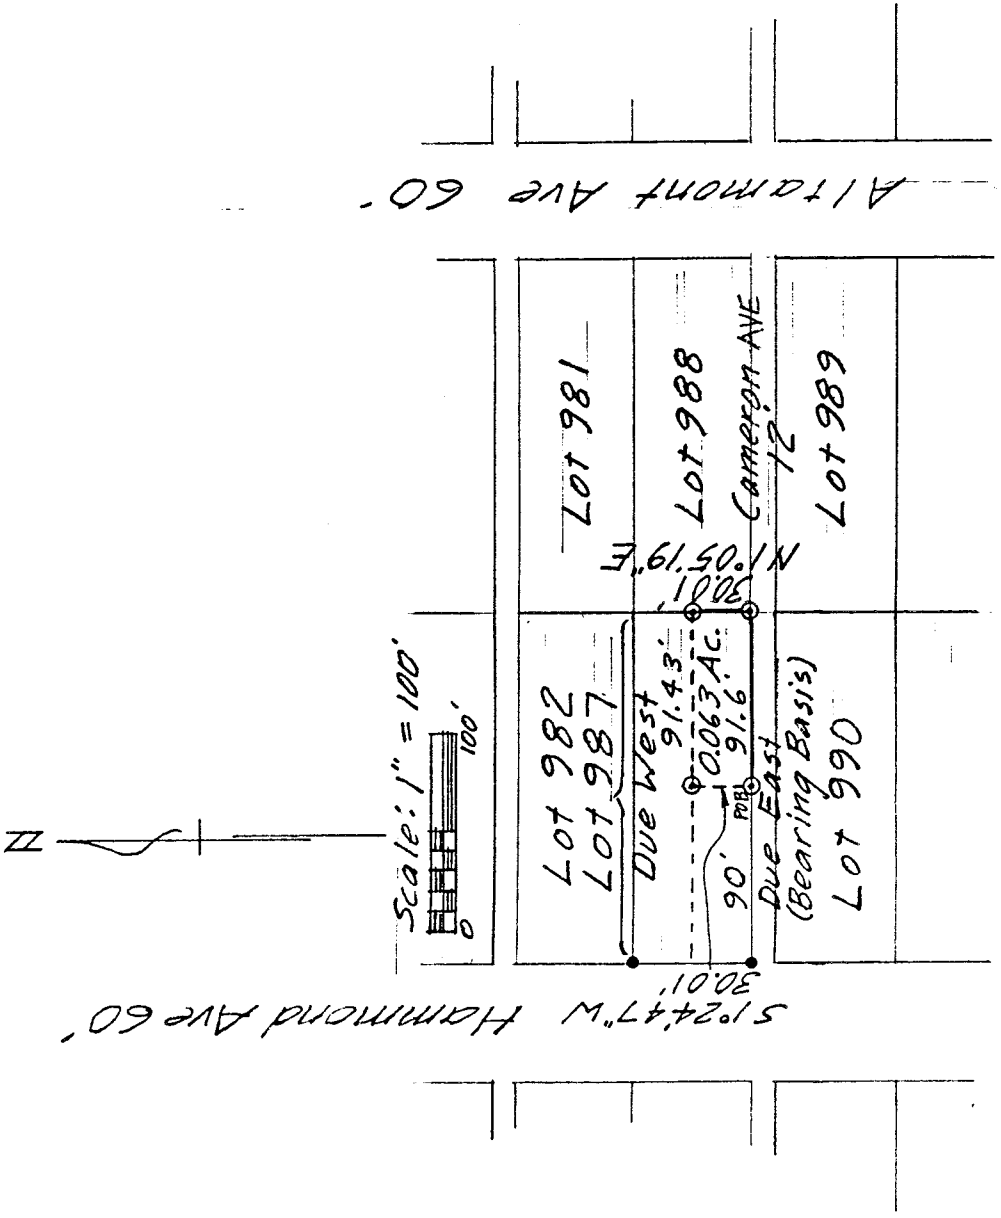 N
Scale: 1" = 100'
0 100'
Altamont Ave 60'
Lot 981
Lot 988
Cameron AVE
12'
Lot 989
N1°05'19"E
30.01'
Lot 982
Lot 987
Due West
91.43'
0.063 Ac.
91.6'
POB
90'
Due East
(Bearing Basis)
Lot 990
30.01'
S1°24'47"W Hammond Ave 60'